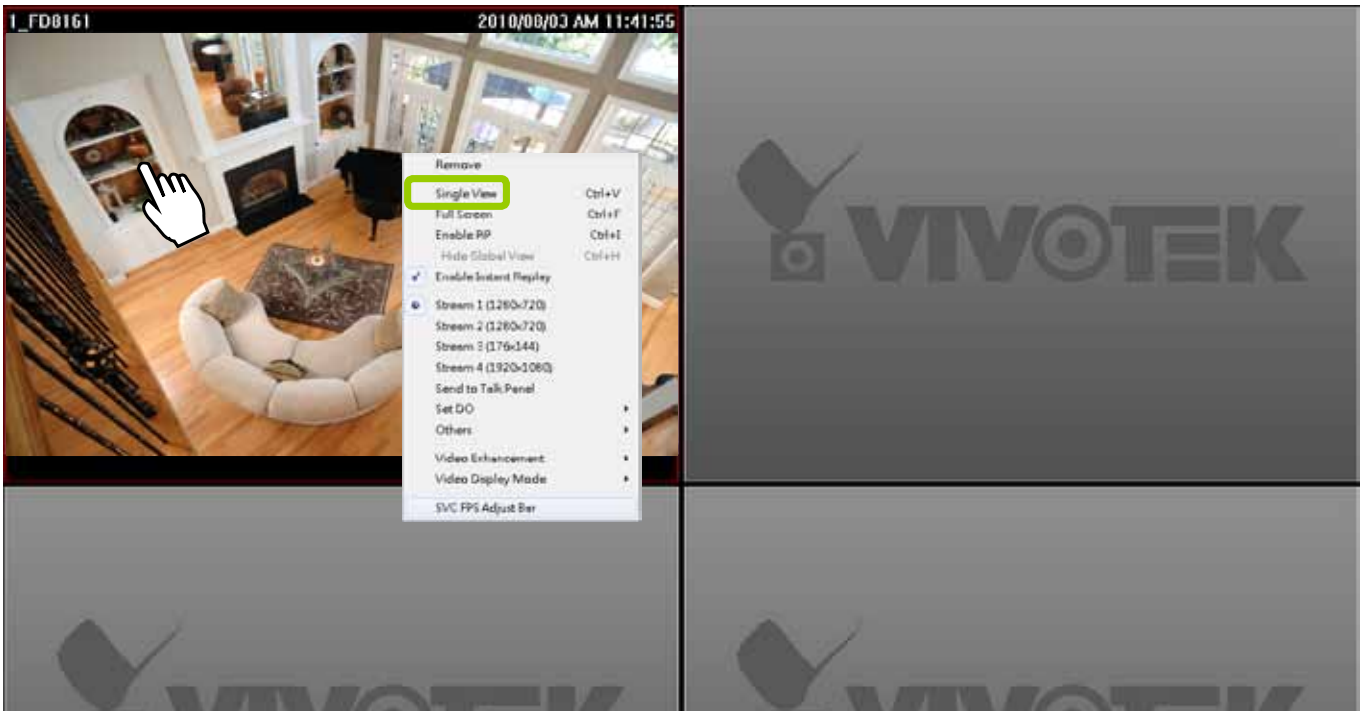 1_FD8161
2010/08/03 AM 11:41:55
Remove
Single View Ctrl+V
Full Screen Ctrl+F
Enable PiP Ctrl+I
Hide Global View Ctrl+H
Enable Instant Replay
Stream 1 (1280x720)
Stream 2 (1280x720)
Stream 3 (176x144)
Stream 4 (1920x1080)
Send to Talk Panel
Set DO
Others
Video Enhancement
Video Display Mode
SVC FPS Adjust Bar
VIVOTEK
VIVOTEK
VIVOTEK